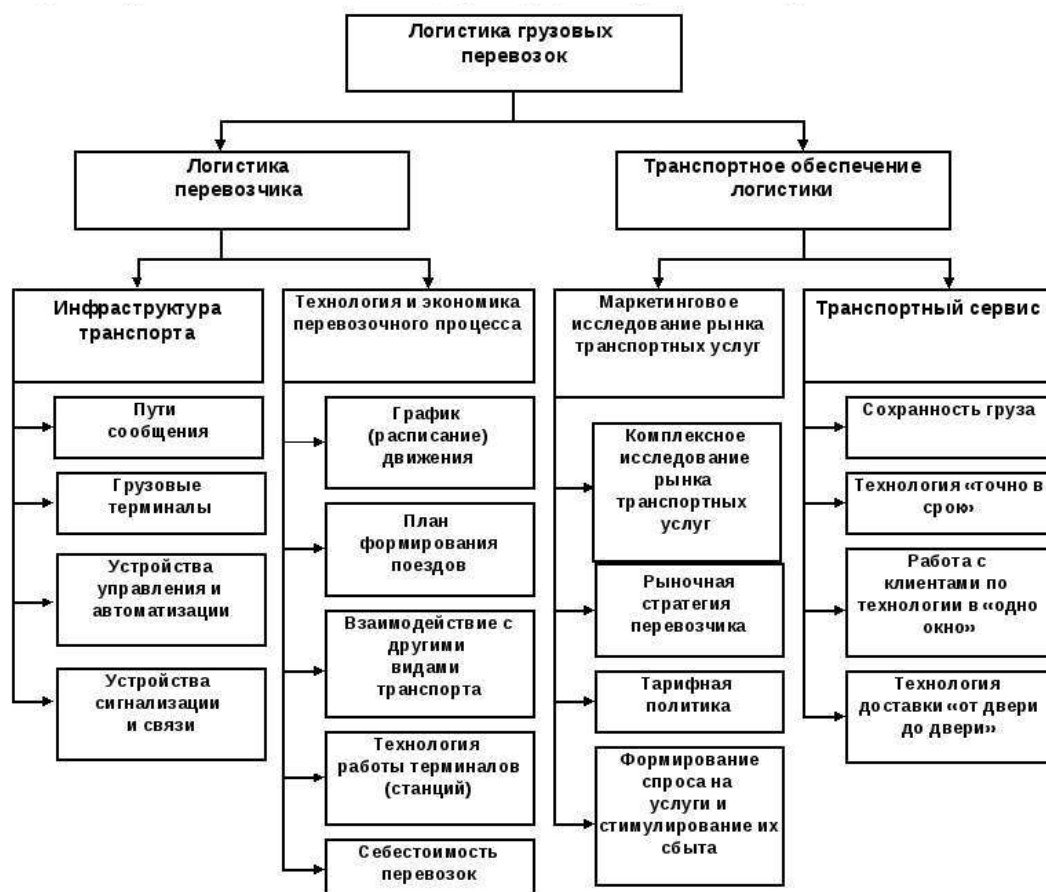 Логистика грузовых
перевозок
Логистика
перевозчика
Транспортное обеспечение
логистики
Инфраструктура
транспорта
Технология и экономика
перевозочного процесса
Маркетинговое
исследование рынка
транспортных услуг
Транспортный сервис
Пути
сообщения
Грузовые
терминалы
Устройства
управления и
автоматизации
Устройства
сигнализации
и связи
График
(расписание)
движения
План
формирования
поездов
Взаимодействие с
другими
видами
транспорта
Технология
работы терминалов
(станций)
Себестоимость
перевозок
Комплексное
исследование
рынка
транспортных
услуг
Рыночная
стратегия
перевозчика
Тарифная
политика
Формирование
спроса на
услуги и
стимулирование их
сбыта
Сохранность груза
Технология «точно в
срок»
Работа с
клиентами по
технологии в «одно
окно»
Технология
доставки «от двери
до двери»